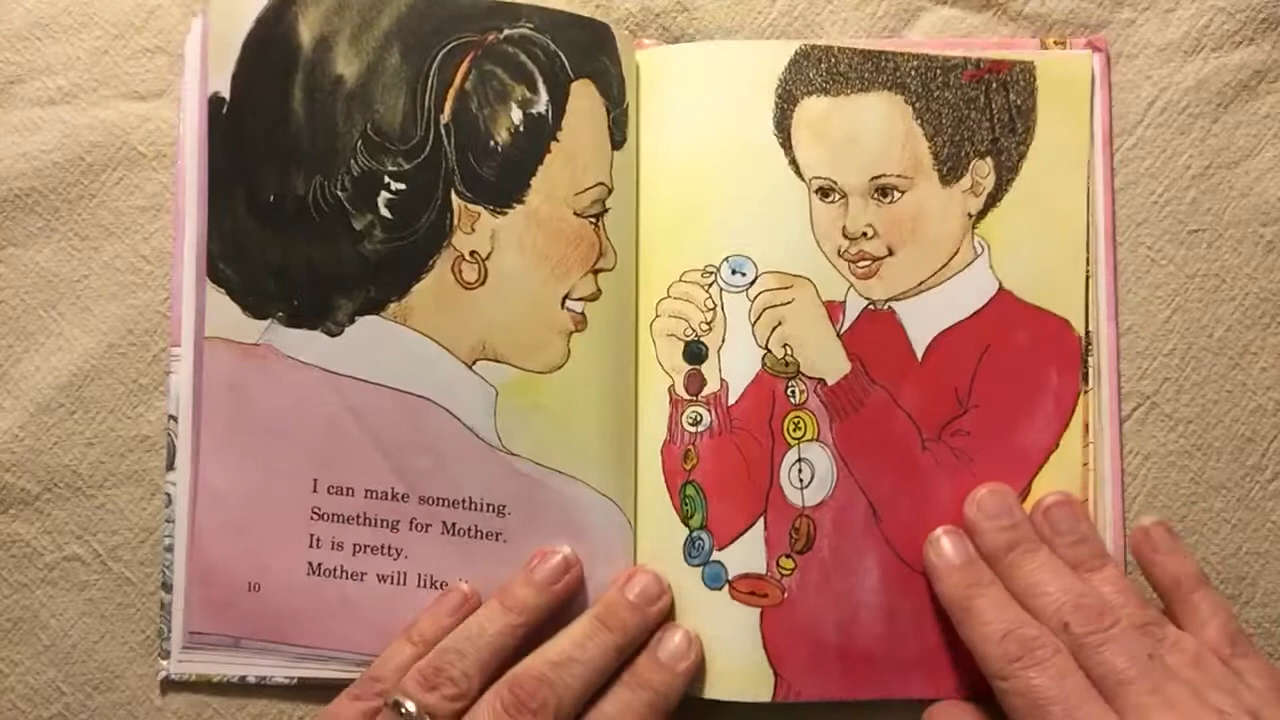 I can make something.
Something for Mother.
It is pretty.
Mother will like
10